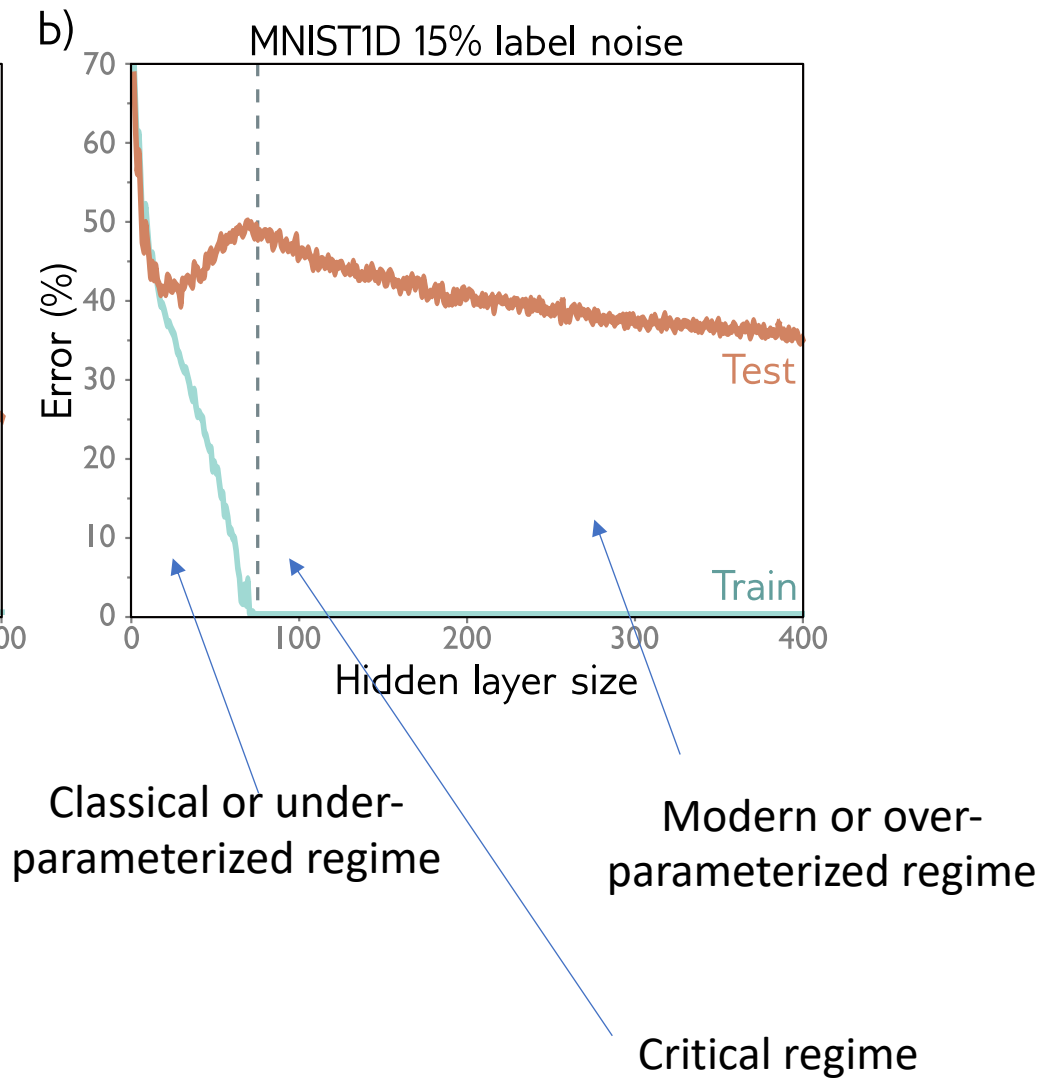 b)
MNIST1D 15% label noise
70
60
50
40
30
20
10
0
Error (%)
Test
Train
00
0
100
200
300
400
Hidden layer size
Classical or under-
parameterized regime
Modern or over-
parameterized regime
Critical regime